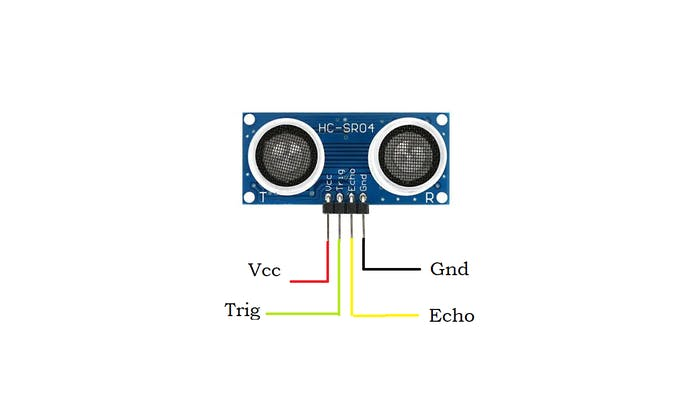 HC-SR04
Vcc
Trig
Echo
Gnd
T
R
Vcc
Gnd
Trig
Echo